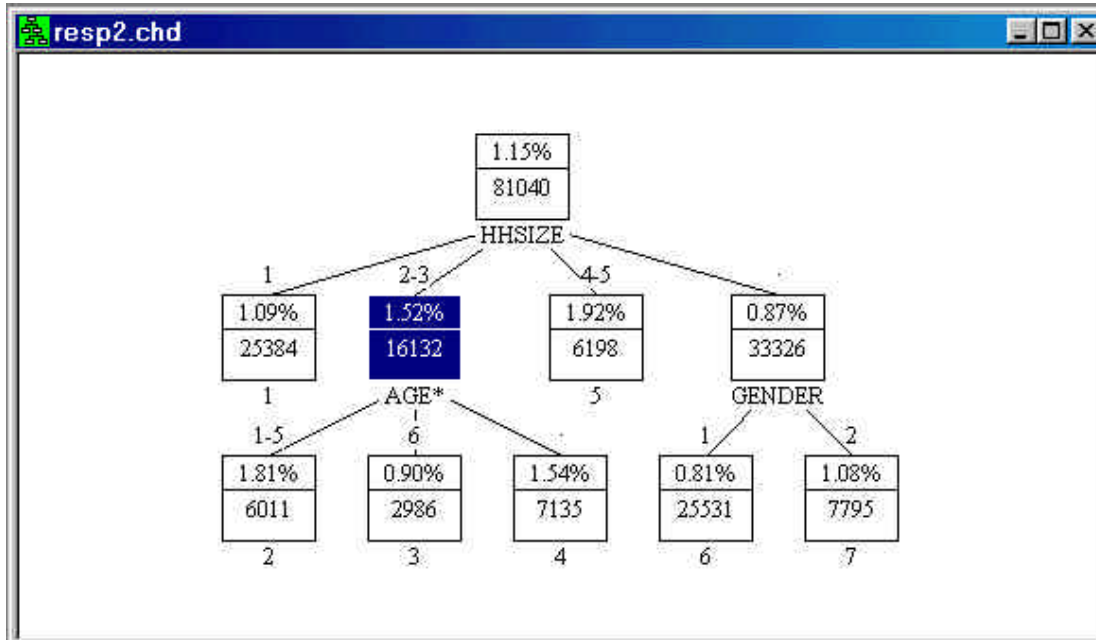 resp2.chd
1.15%
81040
HHSIZE
1 2-3 4-5 .
1.09% 1.52% 1.92% 0.87%
25384 16132 6198 33326
1 AGE* 5 GENDER
1-5 6 . 1 2
1.81% 0.90% 1.54% 0.81% 1.08%
6011 2986 7135 25531 7795
2 3 4 6 7